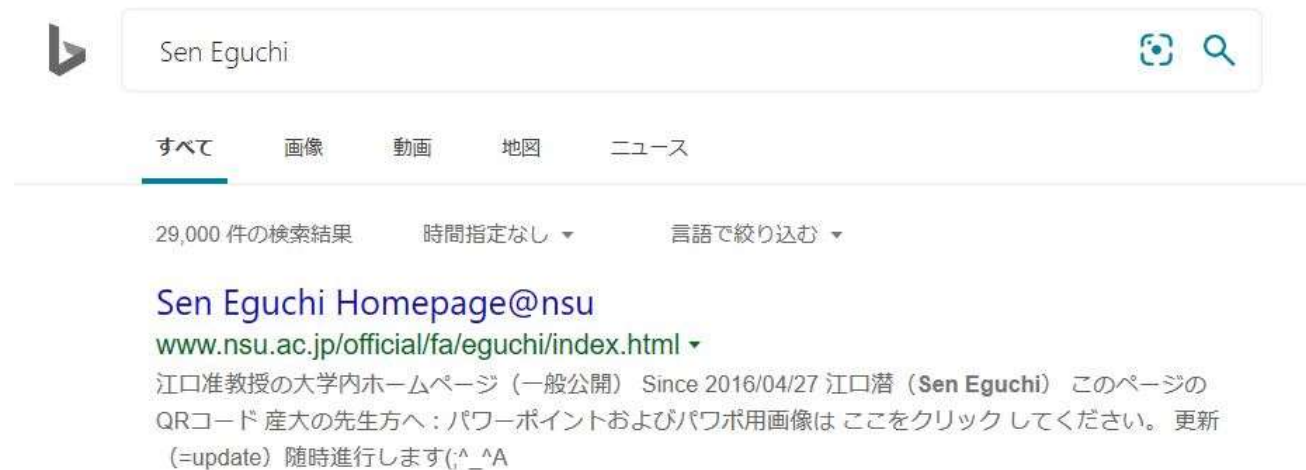 Sen Eguchi
すべて 画像 動画 地図 ニュース
29,000 件の検索結果 時間指定なし 言語で絞り込む
Sen Eguchi Homepage@nsu
www.nsu.ac.jp/official/fa/eguchi/index.html
江口准教授の大学内ホームページ（一般公開） Since 2016/04/27 江口潜（Sen Eguchi） このページの
QRコード 産大の先生方へ：パワーポイントおよびパワポ用画像は ここをクリック してください。 更新
（=update）随時進行します(;^_^A